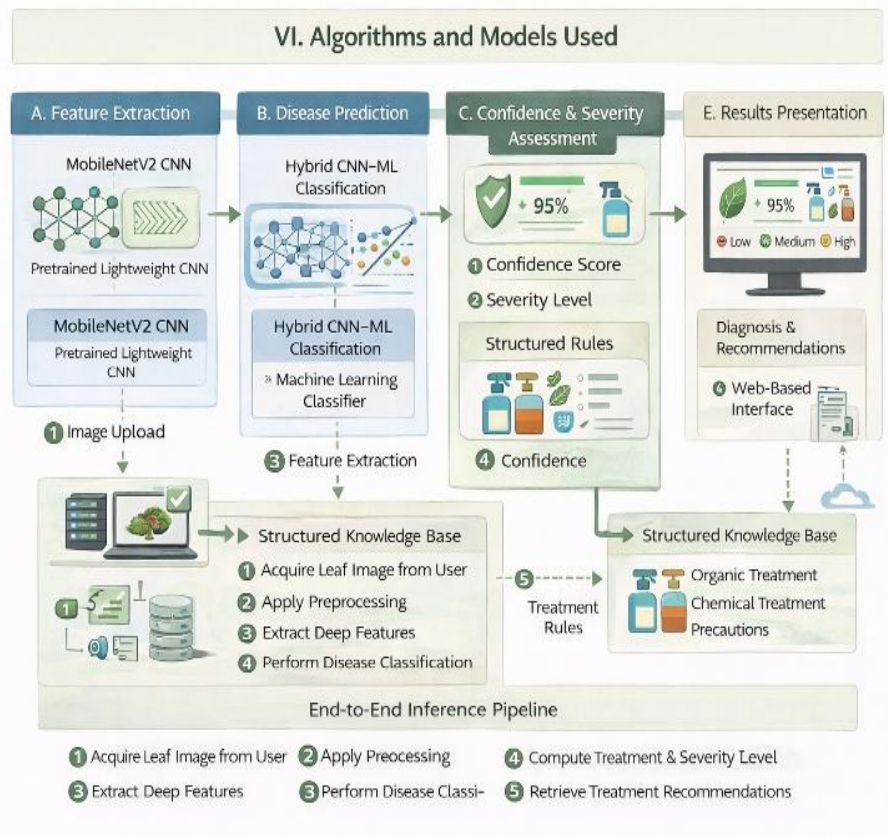 VI. Algorithms and Models Used
A. Feature Extraction
MobileNetV2 CNN
Pretrained Lightweight CNN
MobileNetV2 CNN
Pretrained Lightweight
CNN
1 Image Upload
B. Disease Prediction
Hybrid CNN–ML
Classification
Hybrid CNN–ML
Classification
Machine Learning
Classifier
3 Feature Extraction
C. Confidence & Severity
Assessment
+ 95%
1 Confidence Score
2 Severity Level
Structured Rules
4 Confidence
E. Results Presentation
+ 95%
Low Medium High
Diagnosis &
Recommendations
Web-Based
Interface
1
Structured Knowledge Base
1 Acquire Leaf Image from User
2 Apply Preprocessing
3 Extract Deep Features
4 Perform Disease Classification
5
Treatment
Rules
Structured Knowledge Base
Organic Treatment
Chemical Treatment
Precautions
End-to-End Inference Pipeline
1 Acquire Leaf Image from User 2 Apply Preocessing 4 Compute Treatment & Severity Level
3 Extract Deep Features 3 Perform Disease Classi- 5 Retrieve Treatment Recommendations